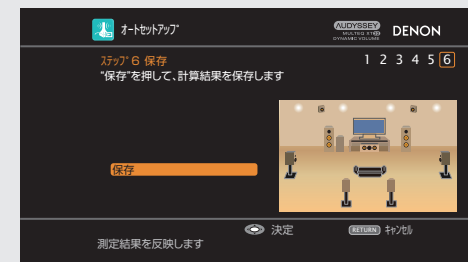 オートセットアップ
AUDYSSEY
MULTEQ XT
DYNAMIC VOLUME
DENON
ステップ6 保存
1 2 3 4 5 6
“保存”を押して、計算結果を保存します
保存
決定
RETURN キャンセル
測定結果を反映します